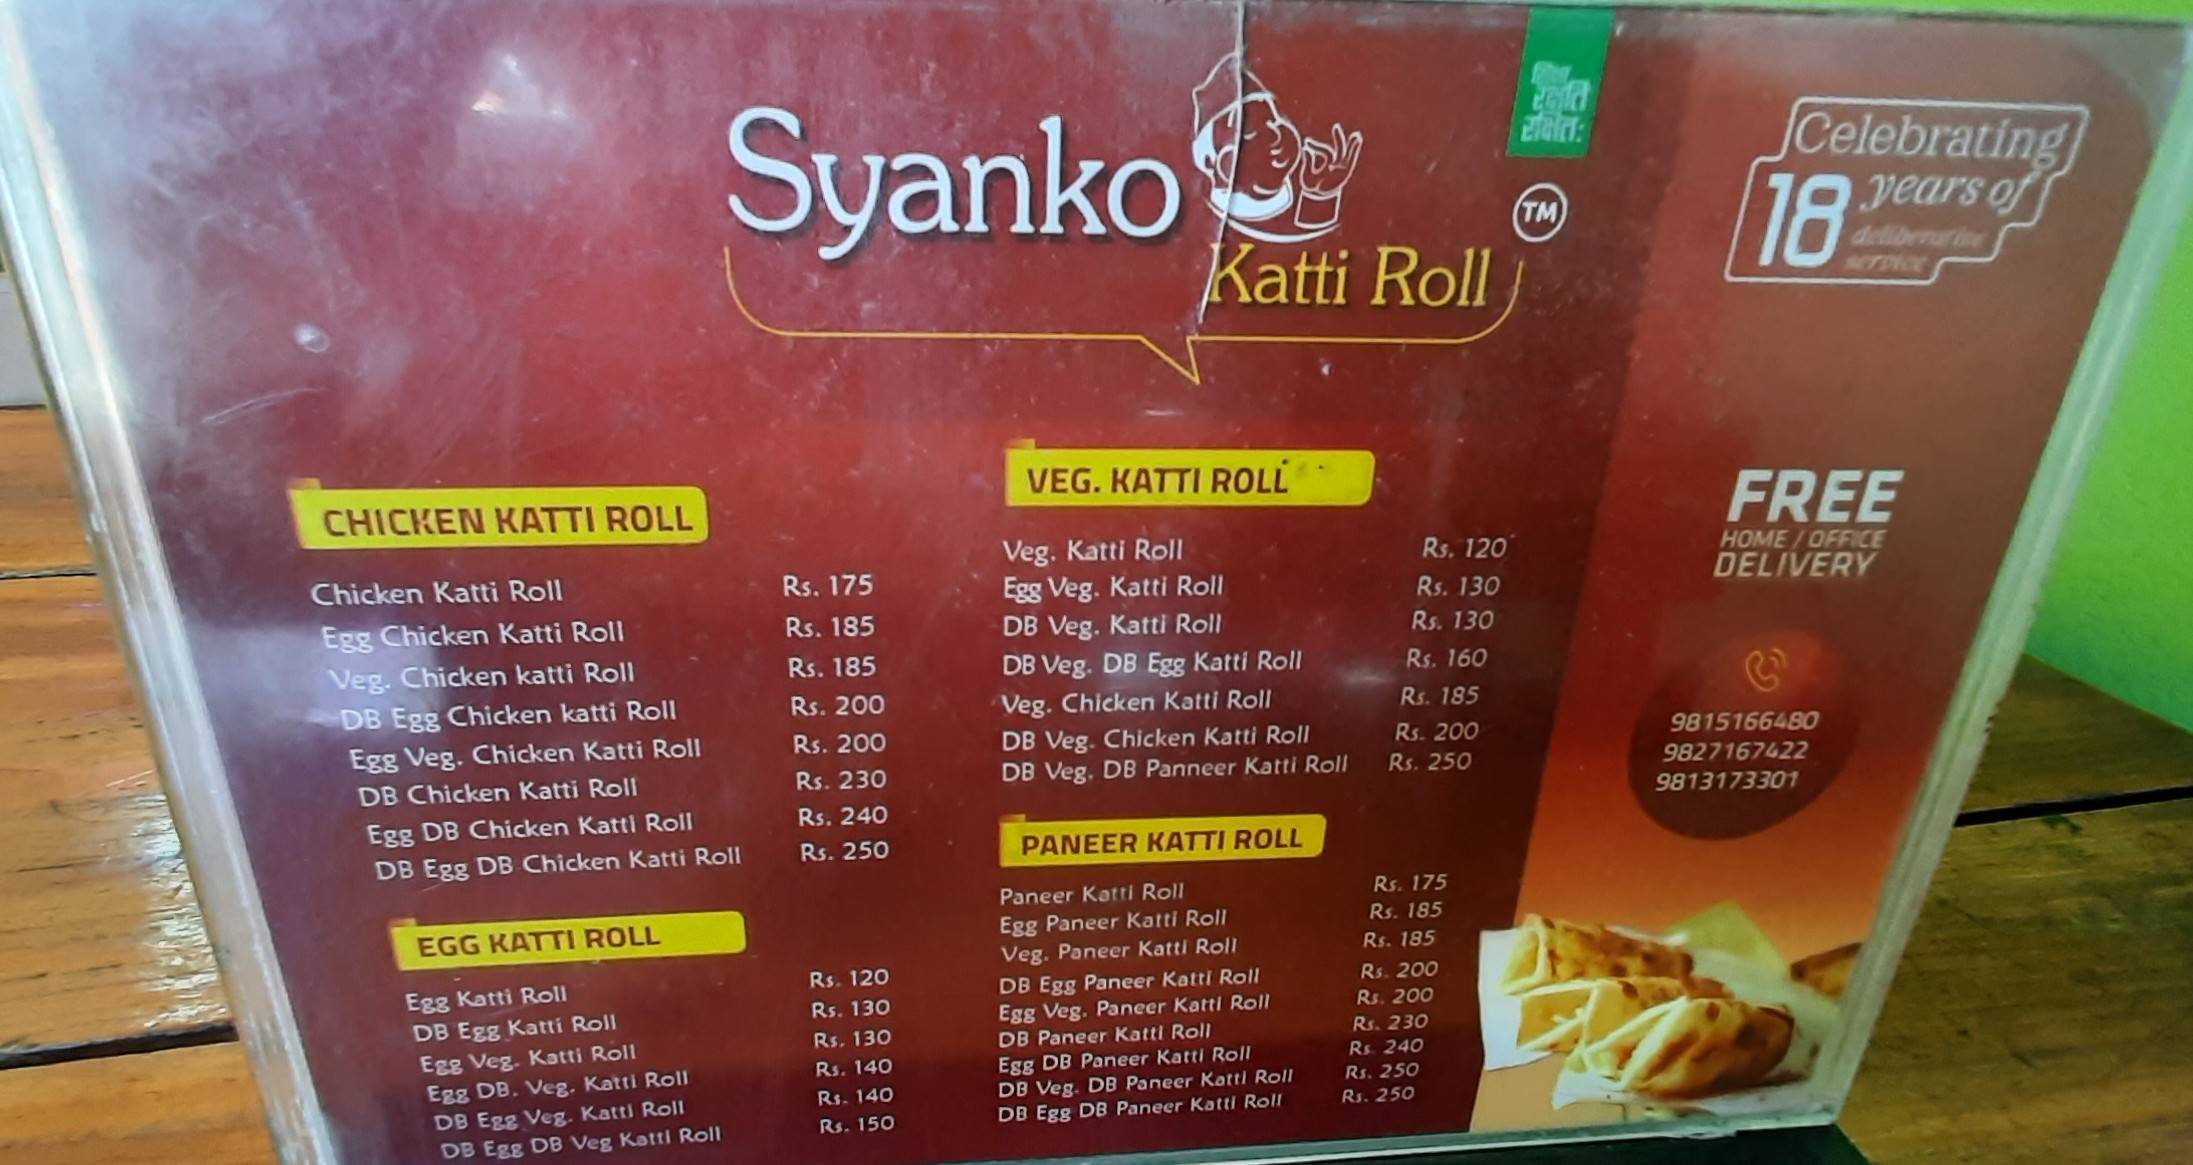 Syanko
Katti Roll
TM
रक्षति
रक्षित:
Celebrating
18 years of
deliberative
service
CHICKEN KATTI ROLL
Chicken Katti Roll Rs. 175
Egg Chicken Katti Roll Rs. 185
Veg. Chicken katti Roll Rs. 185
DB Egg Chicken katti Roll Rs. 200
Egg Veg. Chicken Katti Roll Rs. 200
DB Chicken Katti Roll Rs. 230
Egg DB Chicken Katti Roll Rs. 240
DB Egg DB Chicken Katti Roll Rs. 250
EGG KATTI ROLL
Egg Katti Roll Rs. 120
DB Egg Katti Roll Rs. 130
Egg Veg. Katti Roll Rs. 130
Egg DB. Veg. Katti Roll Rs. 140
DB Egg Veg. Katti Roll Rs. 140
DB Egg DB Veg Katti Roll Rs. 150
VEG. KATTI ROLL
Veg. Katti Roll Rs. 120
Egg Veg. Katti Roll Rs. 130
DB Veg. Katti Roll Rs. 130
DB Veg. DB Egg Katti Roll Rs. 160
Veg. Chicken Katti Roll Rs. 185
DB Veg. Chicken Katti Roll Rs. 200
DB Veg. DB Panneer Katti Roll Rs. 250
PANEER KATTI ROLL
Paneer Katti Roll Rs. 175
Egg Paneer Katti Roll Rs. 185
Veg. Paneer Katti Roll Rs. 185
DB Egg Paneer Katti Roll Rs. 200
Egg Veg. Paneer Katti Roll Rs. 200
DB Paneer Katti Roll Rs. 230
Egg DB Paneer Katti Roll Rs. 240
DB Veg. DB Paneer Katti Roll Rs. 250
DB Egg DB Paneer Katti Roll Rs. 250
FREE
HOME / OFFICE
DELIVERY
9815166480
9827167422
9813173301